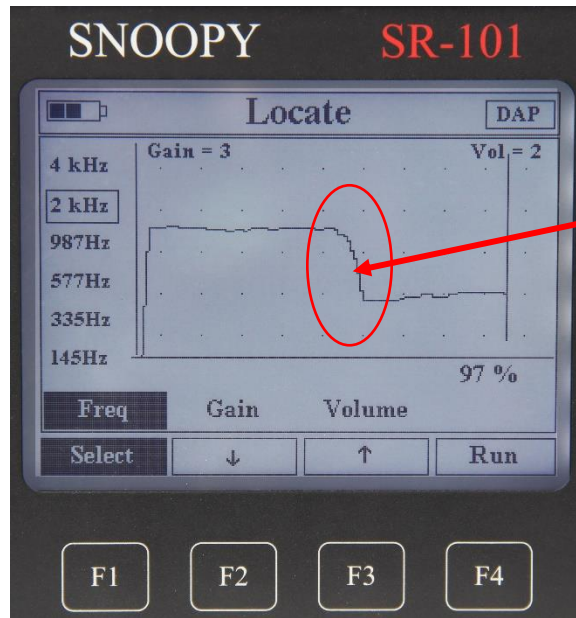 SNOOPY SR-101
Locate DAP
Gain = 3 Vol = 2
4 kHz
2 kHz
987Hz
577Hz
335Hz
145Hz
97 %
Freq Gain Volume
Select ↓ ↑ Run
F1 F2 F3 F4